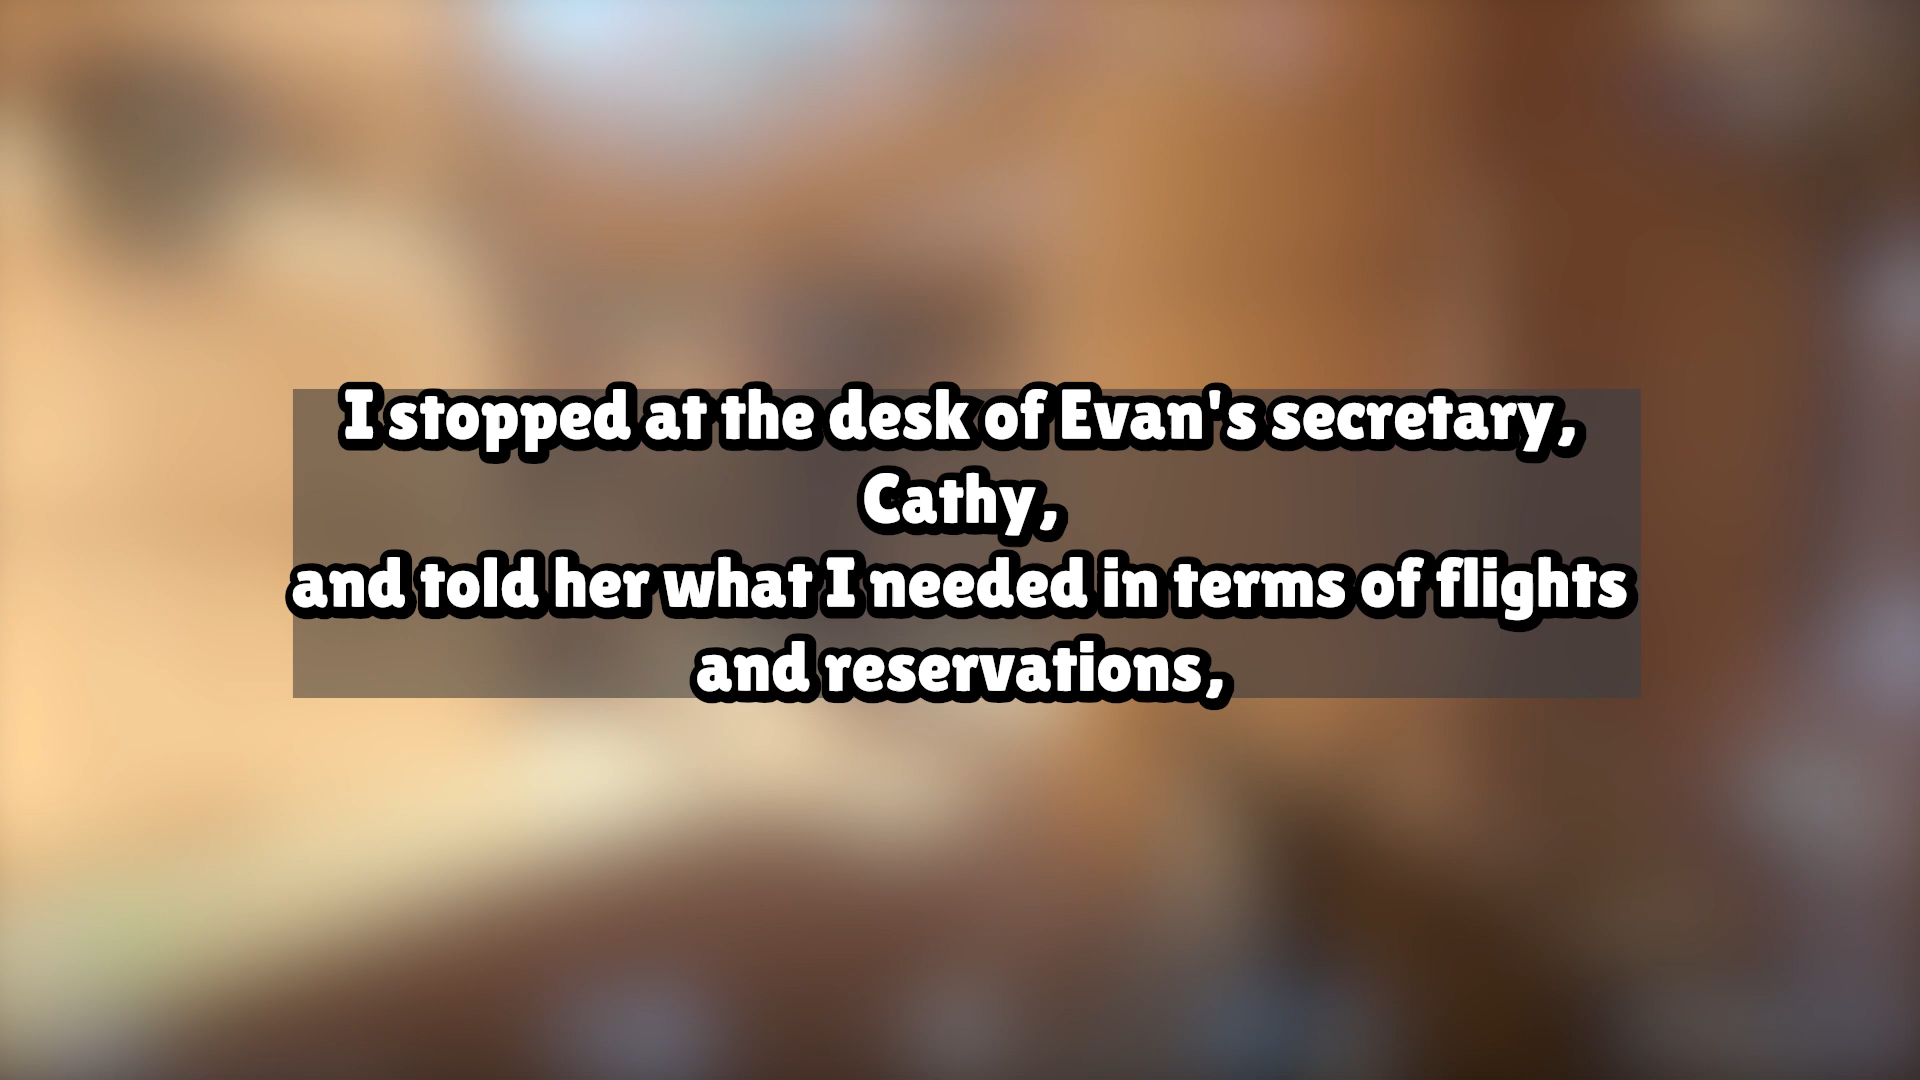 I stopped at the desk of Evan's secretary,
Cathy,
and told her what I needed in terms of flights
and reservations,